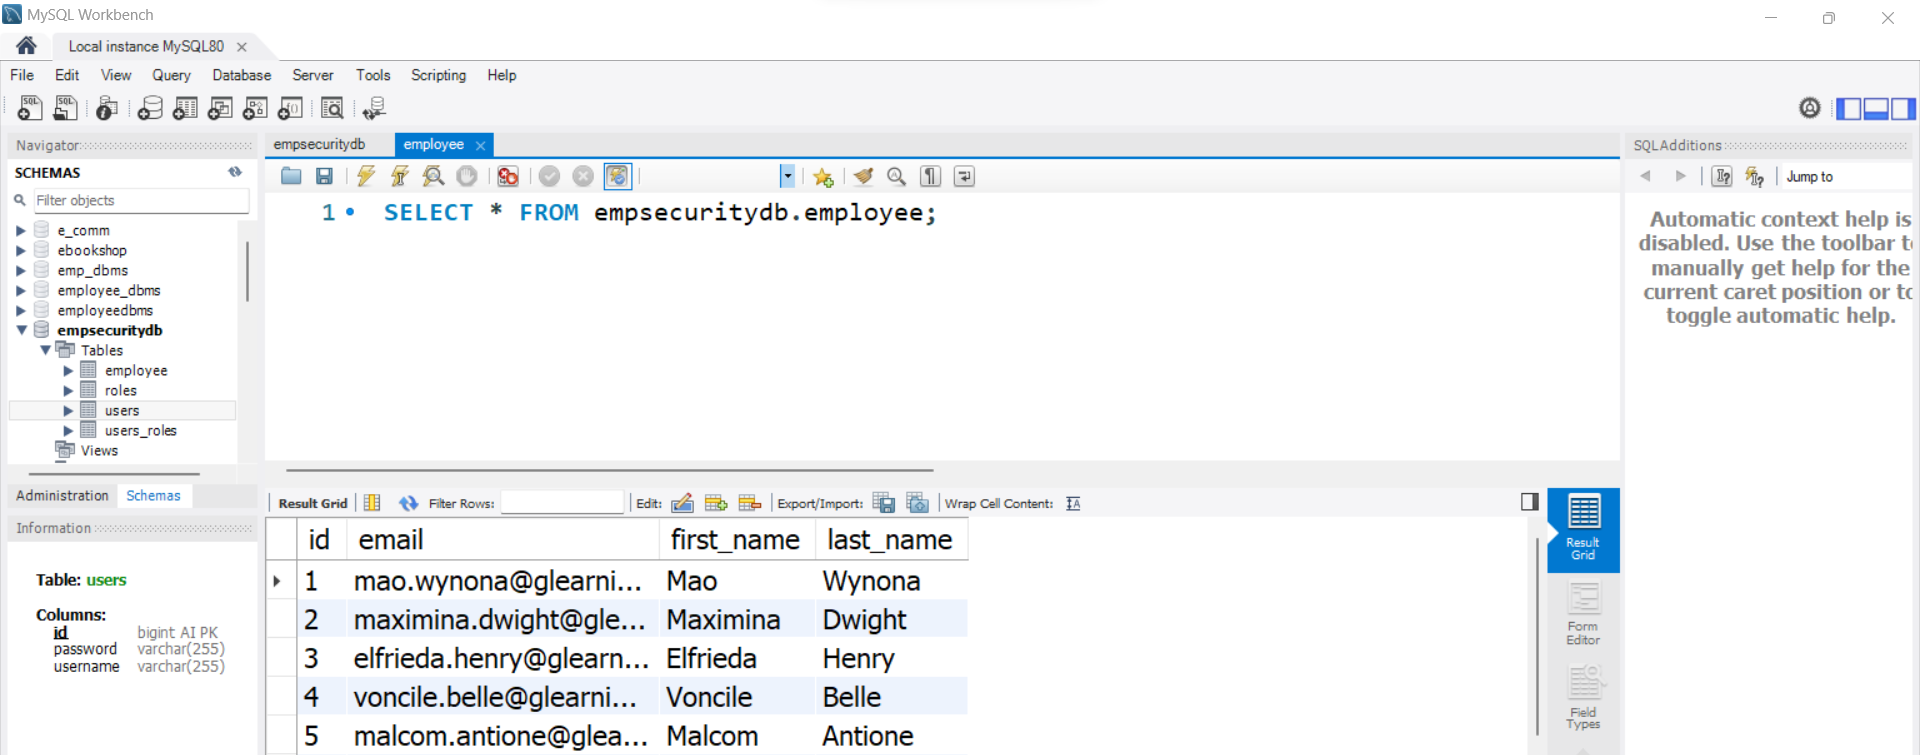 MySQL Workbench
Local instance MySQL80
File Edit View Query Database Server Tools Scripting Help
Navigator
SCHEMAS
Filter objects
e_comm
ebookshop
emp_dbms
employee_dbms
employeedbms
empsecuritydb
Tables
employee
roles
users
users_roles
Views
Administration Schemas
Information
Table: users
Columns:
id bigint AI PK
password varchar(255)
username varchar(255)
empsecuritydb employee
1 SELECT * FROM empsecuritydb.employee;
Result Grid Filter Rows: Edit: Export/Import: Wrap Cell Content:
id email first_name last_name
1 mao.wynona@glearni... Mao Wynona
2 maximina.dwight@gle... Maximina Dwight
3 elfrieda.henry@glearn... Elfrieda Henry
4 voncile.belle@glearni... Voncile Belle
5 malcom.antione@glea... Malcom Antione
Result
Grid
Form
Editor
Field
Types
SQLAdditions
Jump to
Automatic context help is
disabled. Use the toolbar t
manually get help for the
current caret position or to
toggle automatic help.